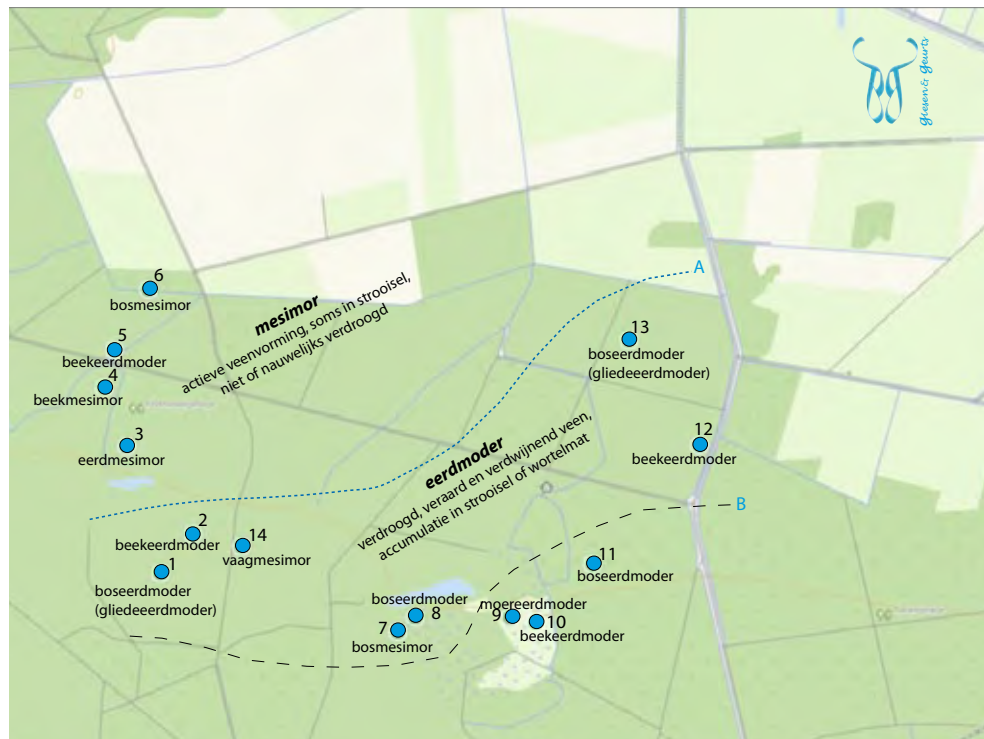 Giesen & Geurts
A
6
bosmesimor
mesimor
actieve veenvorming, soms in strooisel,
niet of nauwelijks verdroogd
13
boseerdmoder
(gliedeeerdmoder)
5
beekeerdmoder
4
beekmesimor
3
eerdmesimor
12
beekeerdmoder
eerdmoder
verdroogd, veraard en verdwijnend veen,
accumulatie in strooisel of wortelmat
B
2
beekeerdmoder
14
vaagmesimor
1
boseerdmoder
(gliedeeerdmoder)
11
boseerdmoder
boseerdmoder
8
7
bosmesimor
moereerdmoder
9
10
beekeerdmoder